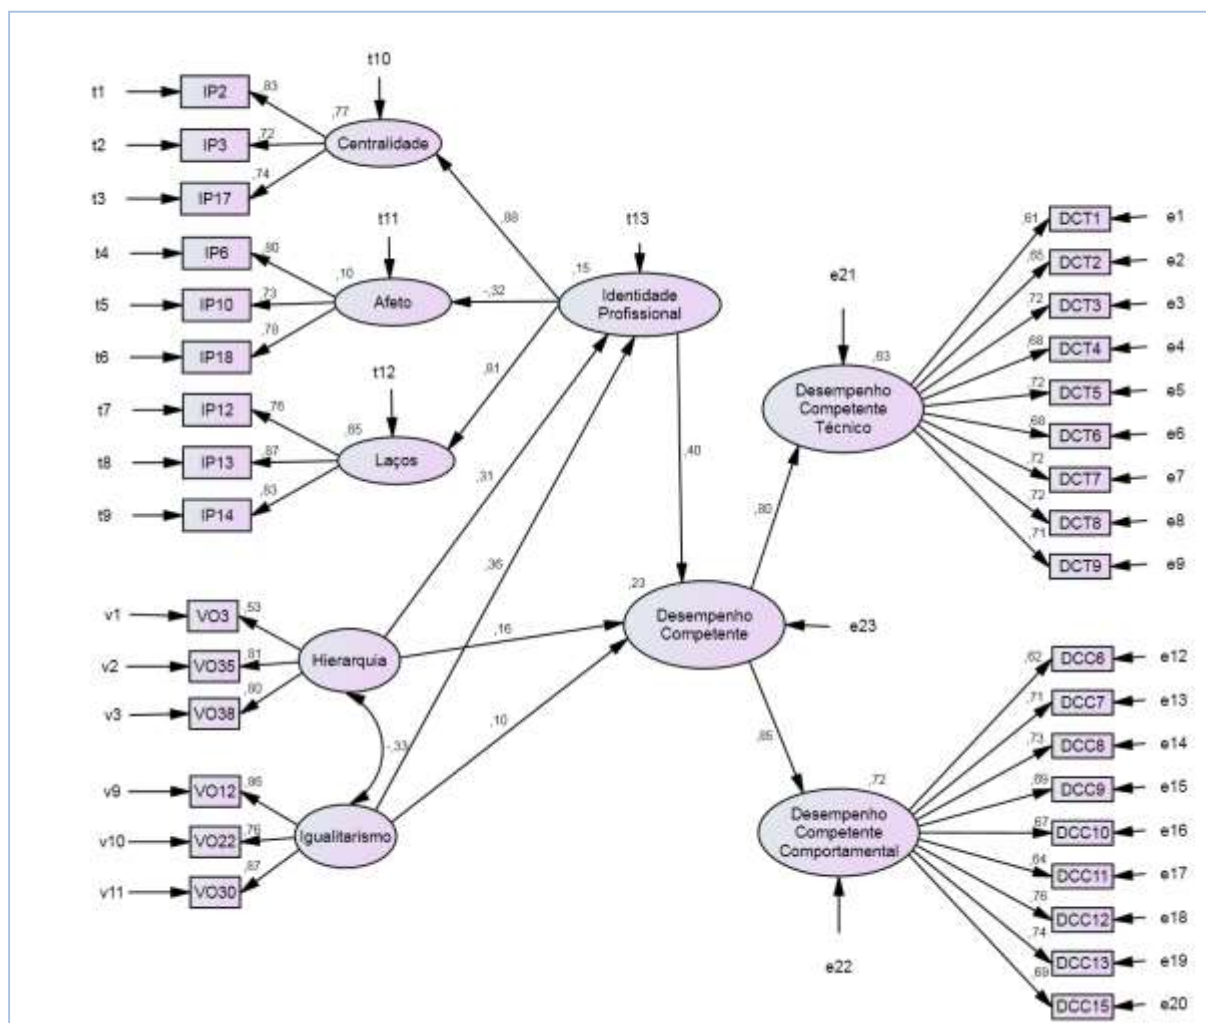 t10
t1
IP2
,83
,77
t2
IP3
,72
Centralidade
t3
IP17
,74
t11
,88
t13
t4
IP6
,80
,10
Afeto
-,32
,15
Identidade
Profissional
t5
IP10
,73
t6
IP18
,78
t12
,81
t7
IP12
,76
,65
Laços
t8
IP13
,87
t9
IP14
,83
,31
,36
,40
v1
VO3
,53
v2
VO35
,81
Hierarquia
v3
VO38
,80
,16
,23
Desempenho
Competente
e23
-,33
,10
v9
VO12
,86
v10
VO22
,76
Igualitarismo
v11
VO30
,87
e21
,63
Desempenho
Competente
Técnico
,80
,61
DCT1
e1
,65
DCT2
e2
,72
DCT3
e3
,68
DCT4
e4
,72
DCT5
e5
,68
DCT6
e6
,72
DCT7
e7
,72
DCT8
e8
,71
DCT9
e9
,85
,72
Desempenho
Competente
Comportamental
e22
,62
DCC6
e12
,71
DCC7
e13
,73
DCC8
e14
,69
DCC9
e15
,67
DCC10
e16
,64
DCC11
e17
,76
DCC12
e18
,74
DCC13
e19
,69
DCC15
e20